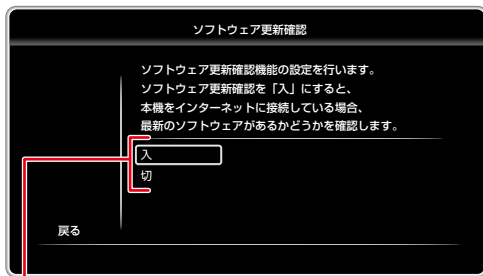 ソフトウェア更新確認
ソフトウェア更新確認機能の設定を行います。
ソフトウェア更新確認を「入」にすると、
本機をインターネットに接続している場合、
最新のソフトウェアがあるかどうかを確認します。
入
切
戻る